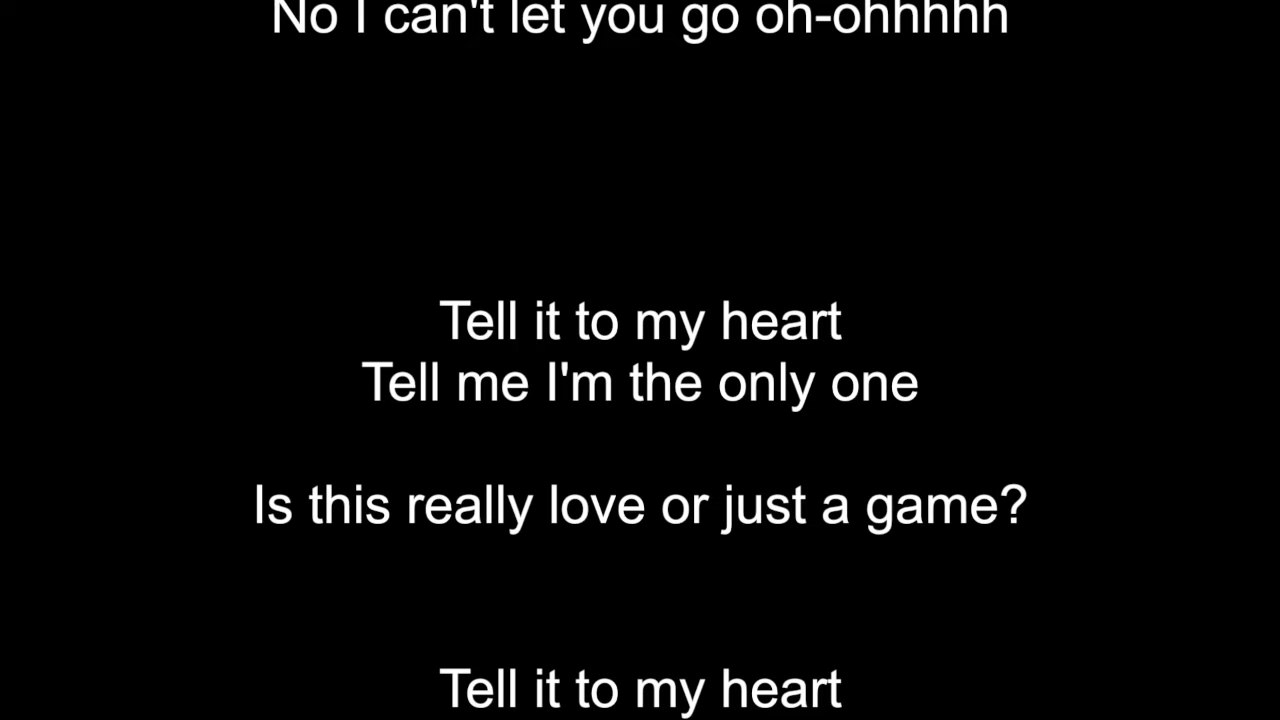 No I can't let you go oh-ohhhhh
Tell it to my heart
Tell me I'm the only one
Is this really love or just a game?
Tell it to my heart